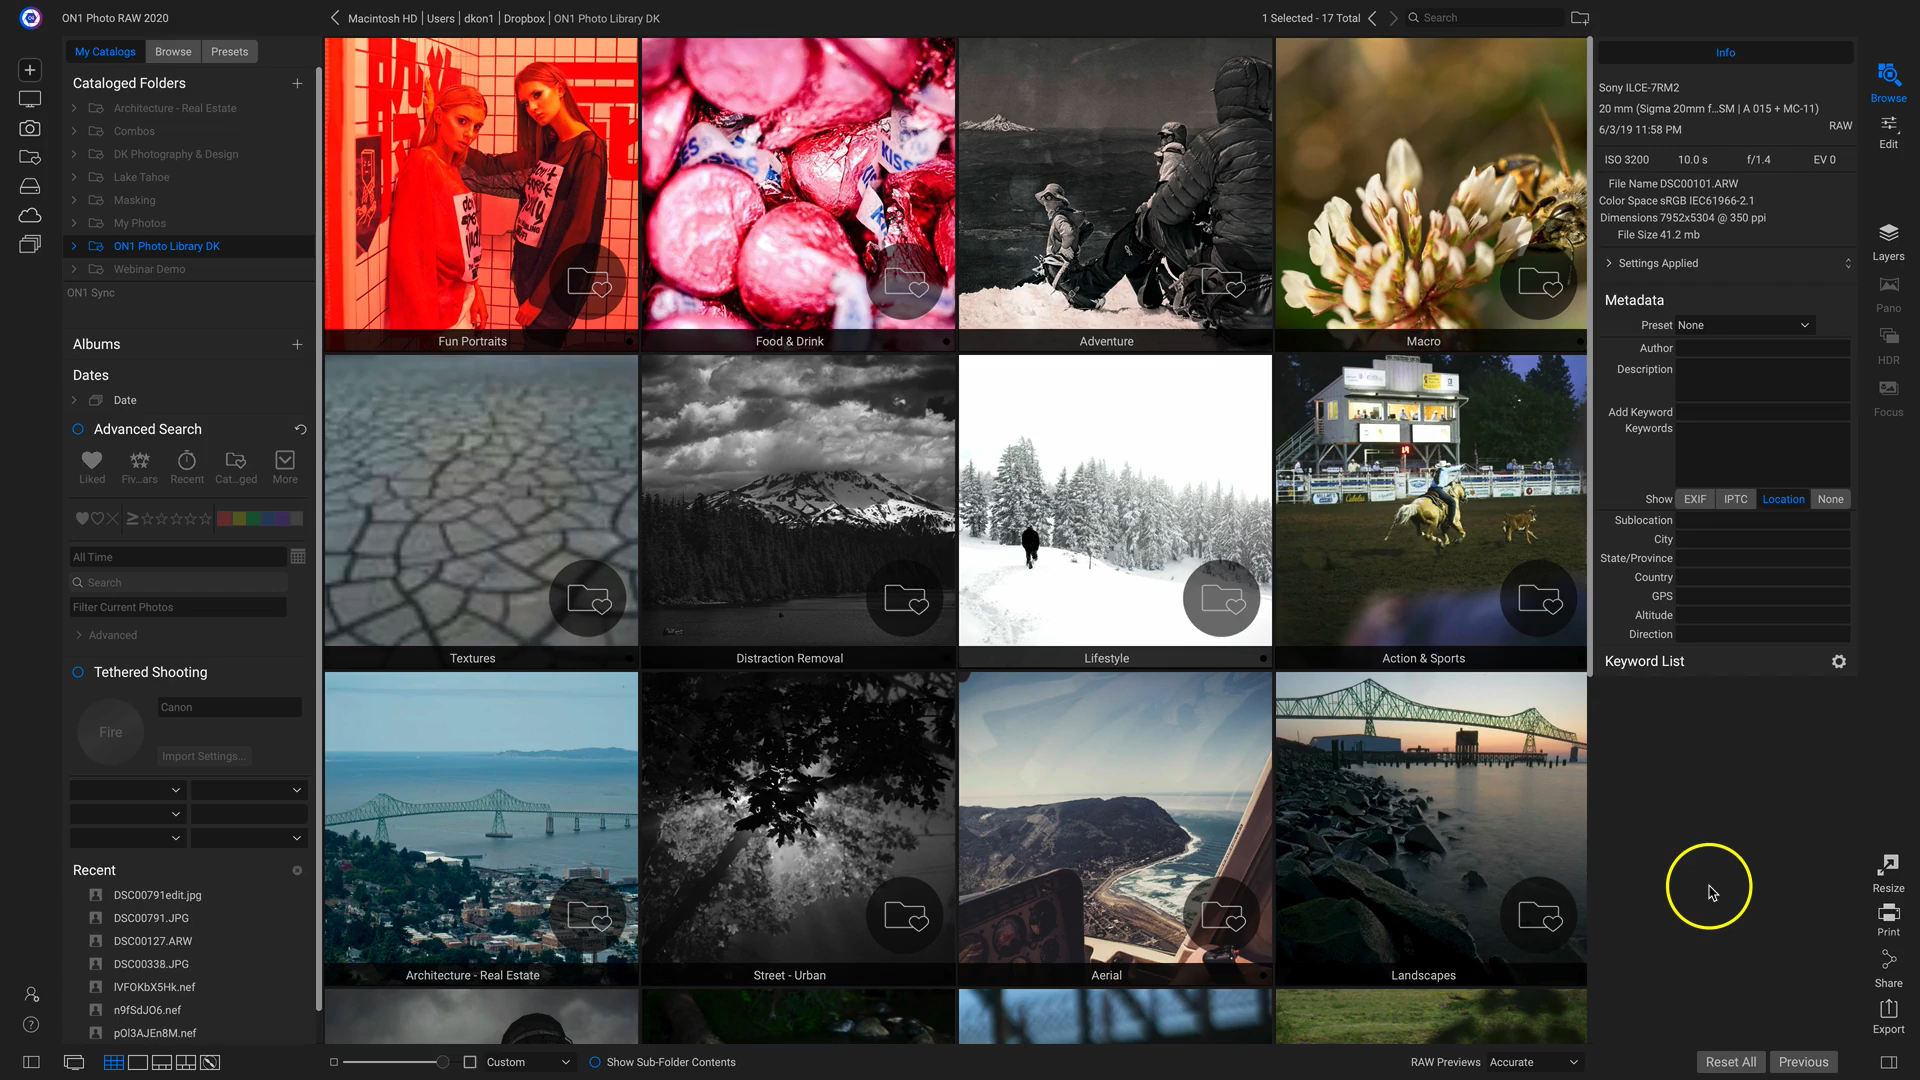 ON1 Photo RAW 2020
Macintosh HD | Users | dkon1 | Dropbox | ON1 Photo Library DK
1 Selected - 17 Total
Search
My Catalogs
Browse
Presets
Cataloged Folders
Architecture - Real Estate
Combos
DK Photography & Design
Lake Tahoe
Masking
My Photos
ON1 Photo Library DK
Webinar Demo
ON1 Sync
Albums
Dates
Date
Advanced Search
Liked
Fiv...ars
Recent
Cat...ged
More
All Time
Search
Filter Current Photos
Advanced
Tethered Shooting
Fire
Canon
Import Settings...
Recent
DSC00791edit.jpg
DSC00791.JPG
DSC00127.ARW
DSC00338.JPG
IVFOKbX5Hk.nef
n9fSdJO6.nef
pOl3AJEn8M.nef
Fun Portraits
Food & Drink
KISSES
Adventure
Macro
Textures
Distraction Removal
Lifestyle
Action & Sports
Architecture - Real Estate
Street - Urban
Aerial
Landscapes
Custom
Show Sub-Folder Contents
RAW Previews
Accurate
Info
Sony ILCE-7RM2
20 mm (Sigma 20mm f...SM | A 015 + MC-11)
6/3/19 11:58 PM
RAW
ISO 3200
10.0 s
f/1.4
EV 0
File Name DSC00101.ARW
Color Space sRGB IEC61966-2.1
Dimensions 7952x5304 @ 350 ppi
File Size 41.2 mb
Settings Applied
Metadata
Preset None
Author
Description
Add Keyword
Keywords
Show EXIF IPTC Location None
Sublocation
City
State/Province
Country
GPS
Altitude
Direction
Keyword List
Browse
Edit
Layers
Pano
HDR
Focus
Resize
Print
Share
Export
Reset All
Previous